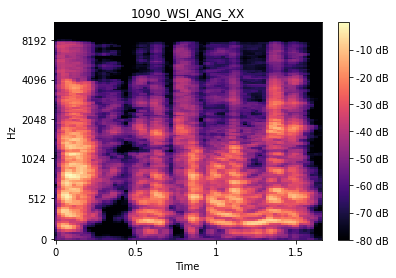 1090_WSI_ANG_XX
8192
4096
2048
1024
512
0
Hz
0
0.5
1
1.5
Time
-10 dB
-20 dB
-30 dB
-40 dB
-50 dB
-60 dB
-70 dB
-80 dB